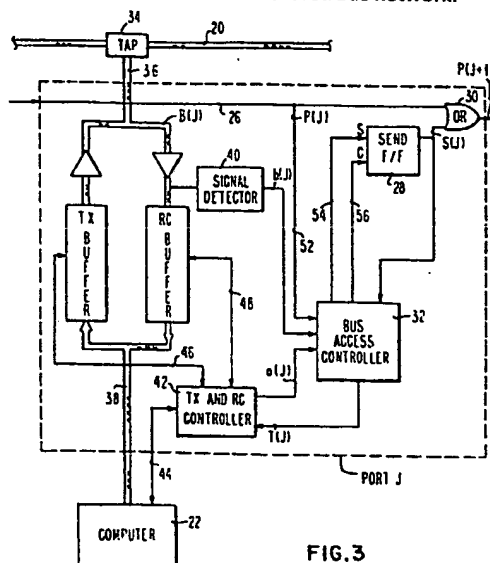 34
20
TAP
36
P(J+1
30
26
B(J)
P(J)
OR
S
SEND
F/F
S(J)
40
C
28
SIGNAL
DETECTOR
b(J)
54
56
TX
BUFFER
RC
BUFFER
52
48
32
BUS
ACCESS
CONTROLLER
46
42
a(J)
TX AND RC
CONTROLLER
38
T(J)
44
PORT J
COMPUTER
22
FIG.3